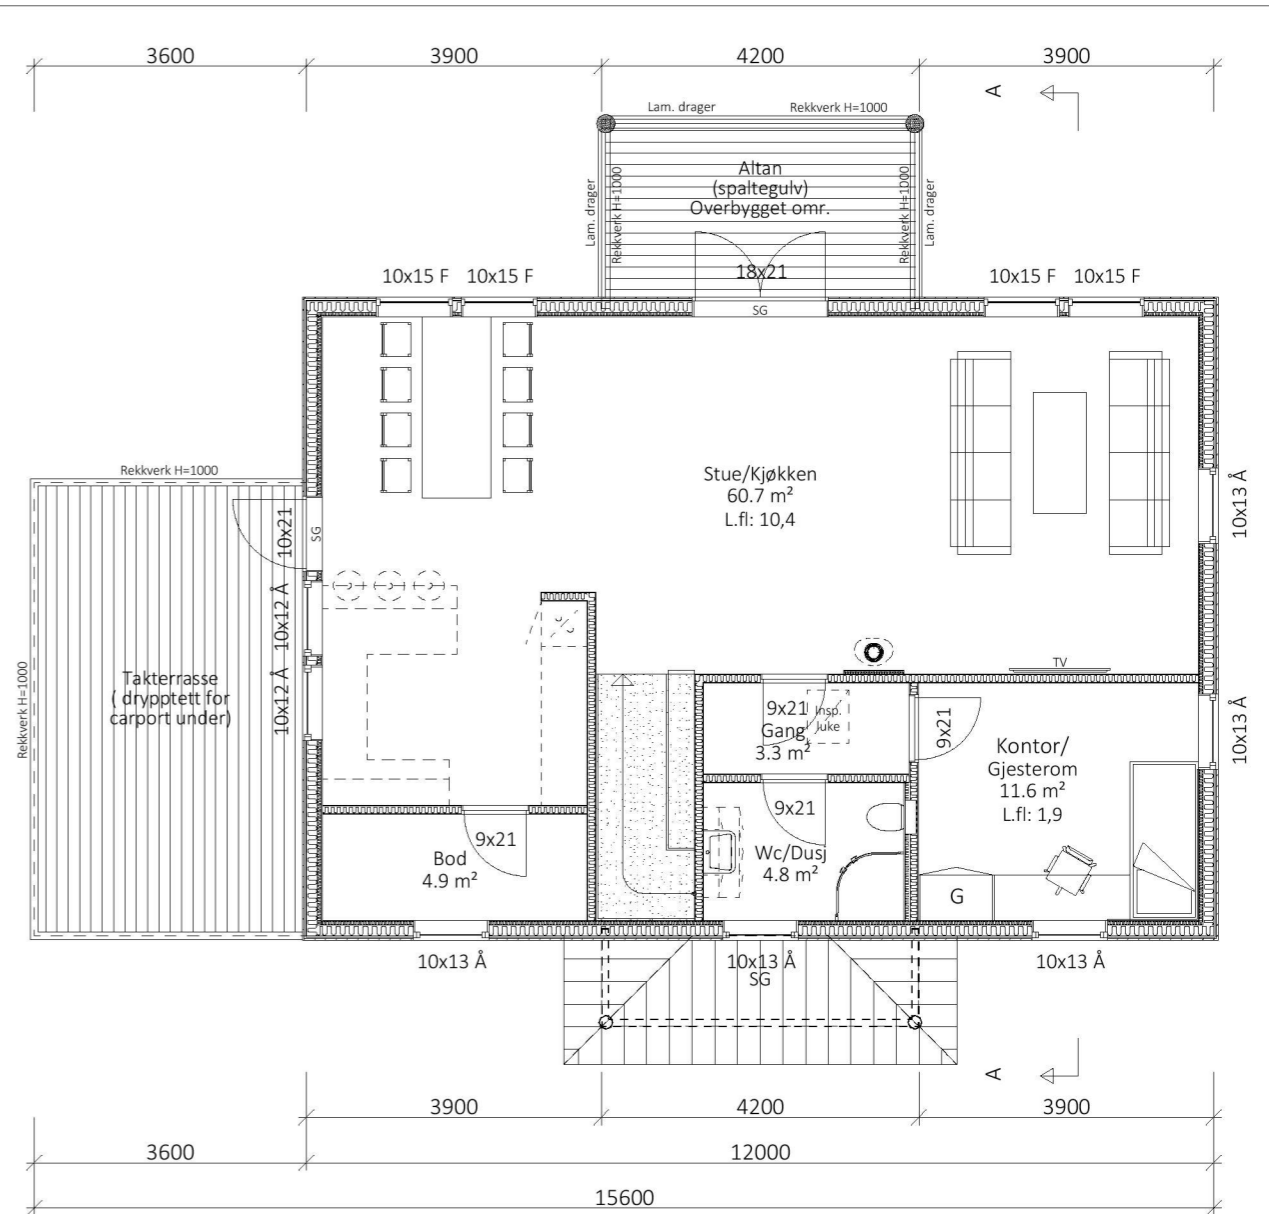 3600
3900
4200
3900
A
Lam. drager
Rekkverk H=1000
Altan
(spaltegulv)
Overbygget omr.
Lam. drager
Rekkverk H=1000
Rekkverk H=1000
Lam. drager
10x15 F
10x15 F
18x21
10x15 F
10x15 F
SG
Rekkverk H=1000
Stue/Kjøkken
60.7 m²
L.fl: 10,4
10x21
SG
10x13 Å
10x12 Å
Rekkverk H=1000
Takterrasse
( drypptett for
carport under)
10x12 Å
TV
9x21
Gang
3.3 m²
Insp.
luke
9x21
Kontor/
Gjesterom
11.6 m²
L.fl: 1,9
10x13 Å
9x21
Bod
4.9 m²
9x21
Wc/Dusj
4.8 m²
G
10x13 Å
10x13 Å
SG
10x13 Å
A
3900
4200
3900
3600
12000
15600